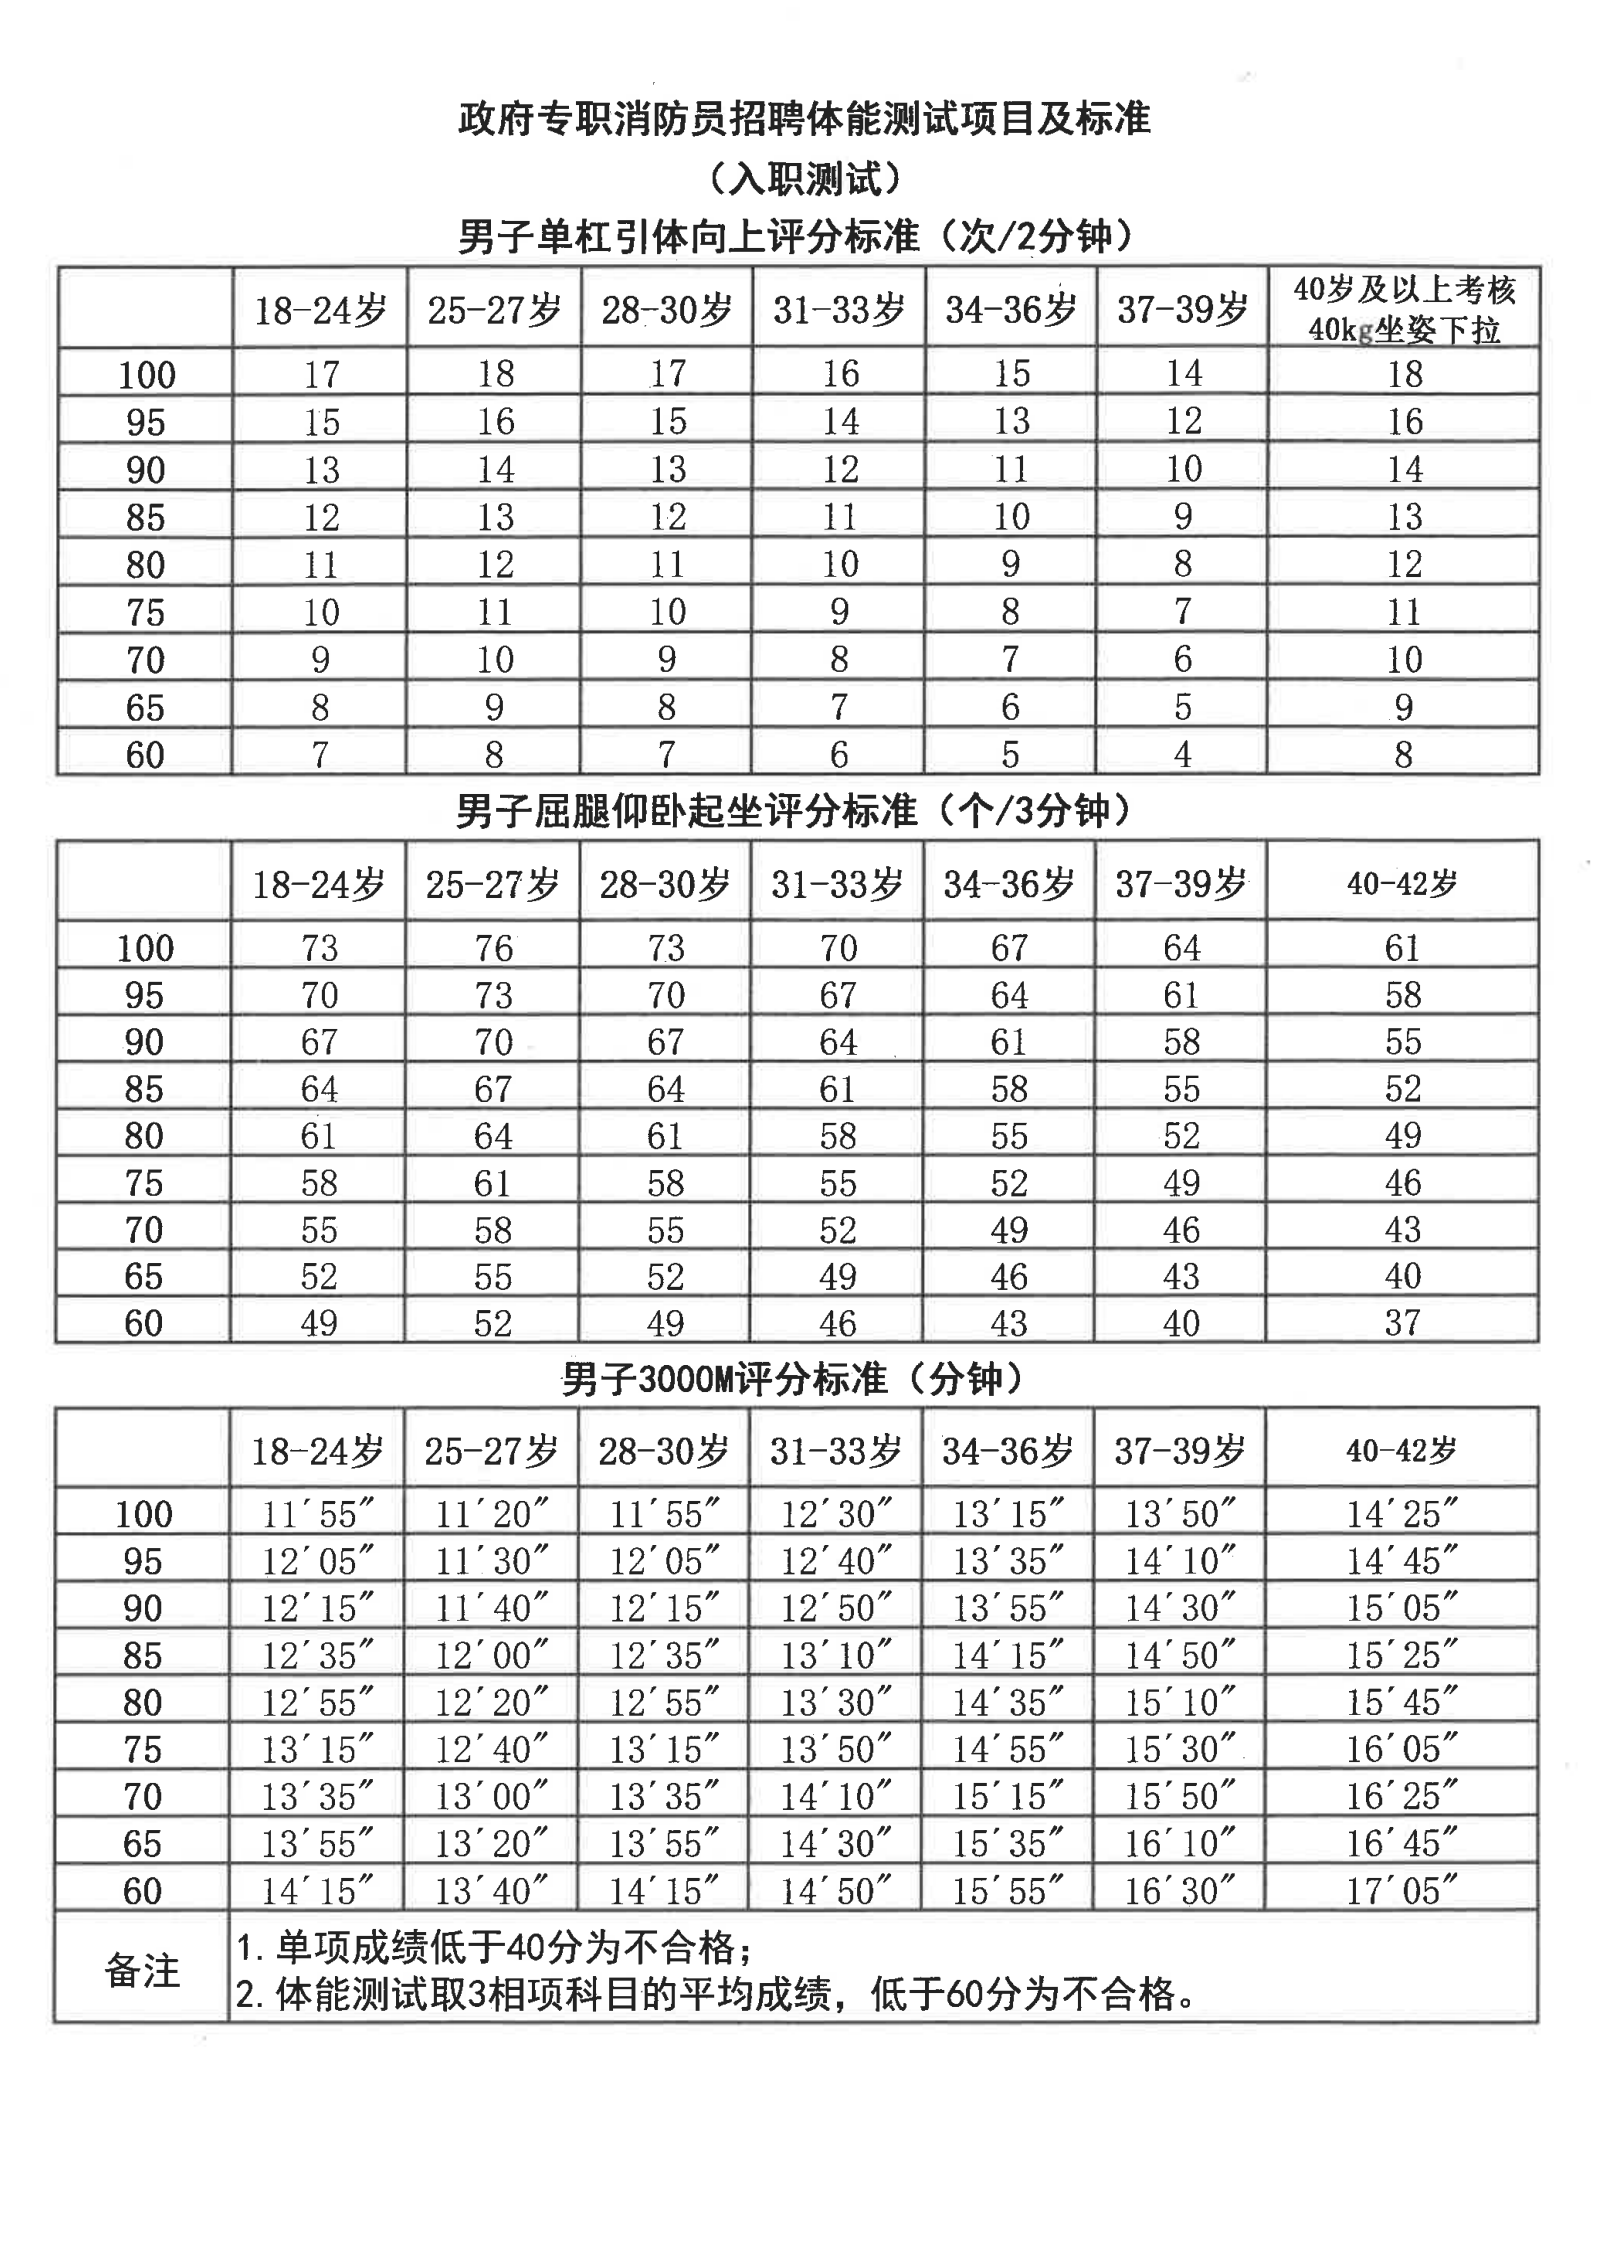 政府专职消防员招聘体能测试项目及标准
（入职测试）
男子单杠引体向上评分标准（次/2分钟）
18-24岁 25-27岁 28-30岁 31-33岁 34-36岁 37-39岁 40岁及以上考核
40kg坐姿下拉
100 17 18 17 16 15 14 18
95 15 16 15 14 13 12 16
90 13 14 13 12 11 10 14
85 12 13 12 11 10 9 13
80 11 12 11 10 9 8 12
75 10 11 10 9 8 7 11
70 9 10 9 8 7 6 10
65 8 9 8 7 6 5 9
60 7 8 7 6 5 4 8
男子屈腿仰卧起坐评分标准（个/3分钟）
18-24岁 25-27岁 28-30岁 31-33岁 34-36岁 37-39岁 40-42岁
100 73 76 73 70 67 64 61
95 70 73 70 67 64 61 58
90 67 70 67 64 61 58 55
85 64 67 64 61 58 55 52
80 61 64 61 58 55 52 49
75 58 61 58 55 52 49 46
70 55 58 55 52 49 46 43
65 52 55 52 49 46 43 40
60 49 52 49 46 43 40 37
男子3000M评分标准（分钟）
18-24岁 25-27岁 28-30岁 31-33岁 34-36岁 37-39岁 40-42岁
100 11′55″ 11′20″ 11′55″ 12′30″ 13′15″ 13′50″ 14′25″
95 12′05″ 11′30″ 12′05″ 12′40″ 13′35″ 14′10″ 14′45″
90 12′15″ 11′40″ 12′15″ 12′50″ 13′55″ 14′30″ 15′05″
85 12′35″ 12′00″ 12′35″ 13′10″ 14′15″ 14′50″ 15′25″
80 12′55″ 12′20″ 12′55″ 13′30″ 14′35″ 15′10″ 15′45″
75 13′15″ 12′40″ 13′15″ 13′50″ 14′55″ 15′30″ 16′05″
70 13′35″ 13′00″ 13′35″ 14′10″ 15′15″ 15′50″ 16′25″
65 13′55″ 13′20″ 13′55″ 14′30″ 15′35″ 16′10″ 16′45″
60 14′15″ 13′40″ 14′15″ 14′50″ 15′55″ 16′30″ 17′05″
备注 1. 单项成绩低于40分为不合格；
2. 体能测试取3相项科目的平均成绩，低于60分为不合格。